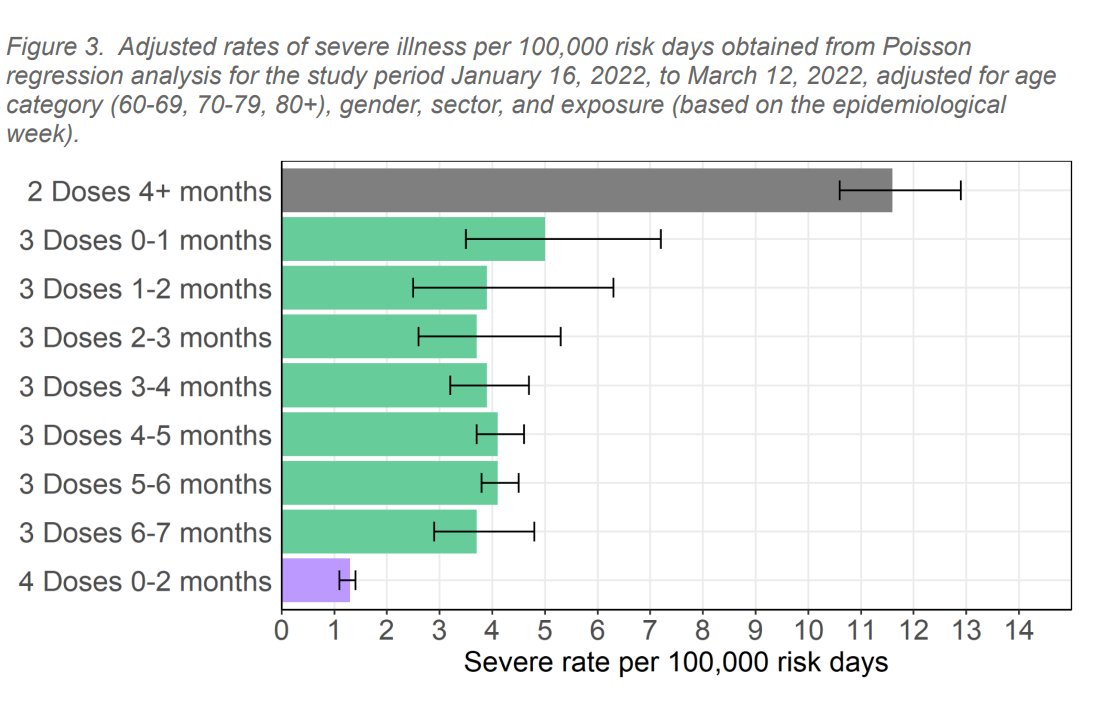 Figure 3.  Adjusted rates of severe illness per 100,000 risk days obtained from Poisson
regression analysis for the study period January 16, 2022, to March 12, 2022, adjusted for age
category (60-69, 70-79, 80+), gender, sector, and exposure (based on the epidemiological
week).
2 Doses 4+ months
3 Doses 0-1 months
3 Doses 1-2 months
3 Doses 2-3 months
3 Doses 3-4 months
3 Doses 4-5 months
3 Doses 5-6 months
3 Doses 6-7 months
4 Doses 0-2 months
0 1 2 3 4 5 6 7 8 9 10 11 12 13 14
Severe rate per 100,000 risk days